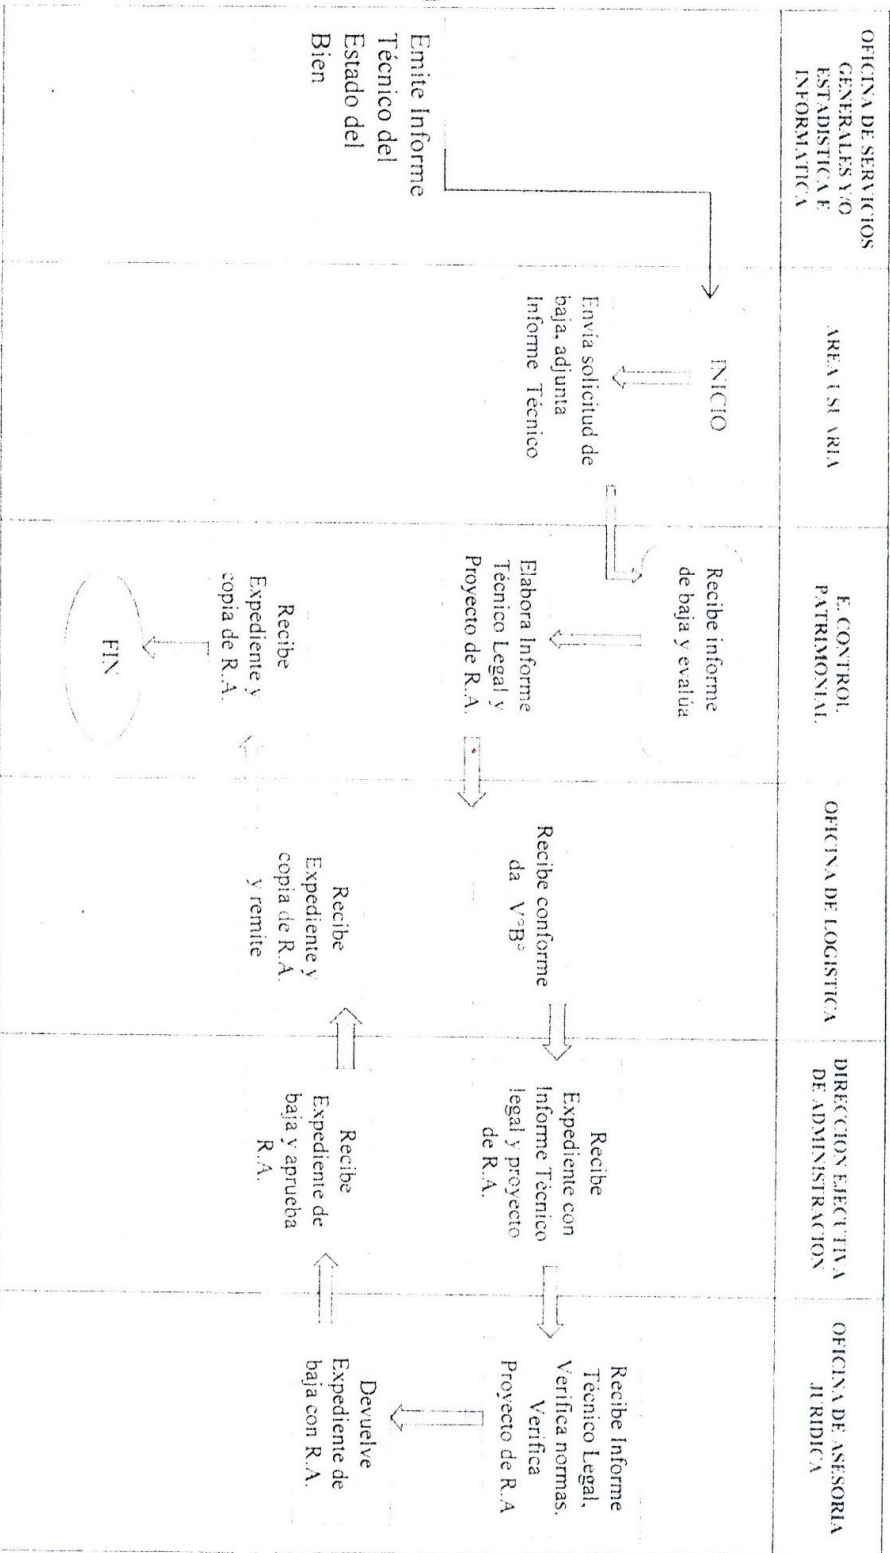 OFICINA DE SERVICIOS
GENERALES Y/O
ESTADISTICA E
INFORMATICA
AREA USUARIA
E. CONTROL
PATRIMONIAL
OFICINA DE LOGISTICA
DIRECCION EJECUTIVA
DE ADMINISTRACION
OFICINA DE ASESORIA
JURIDICA
Emite Informe
Técnico del
Estado del
Bien
INICIO
Envía solicitud de
baja, adjunta
Informe Técnico
Recibe informe
de baja y evalúa
Elabora Informe
Técnico Legal y
Proyecto de R.A.
Recibe conforme
da V°B°
Recibe
Expediente con
Informe Técnico
legal y proyecto
de R.A.
Recibe Informe
Técnico Legal,
Verifica normas.
Verifica
Proyecto de R.A
Devuelve
Expediente de
baja con R.A.
Recibe
Expediente de
baja y aprueba
R.A.
Recibe
Expediente y
copia de R.A.
y remite
Recibe
Expediente y
copia de R.A.
FIN